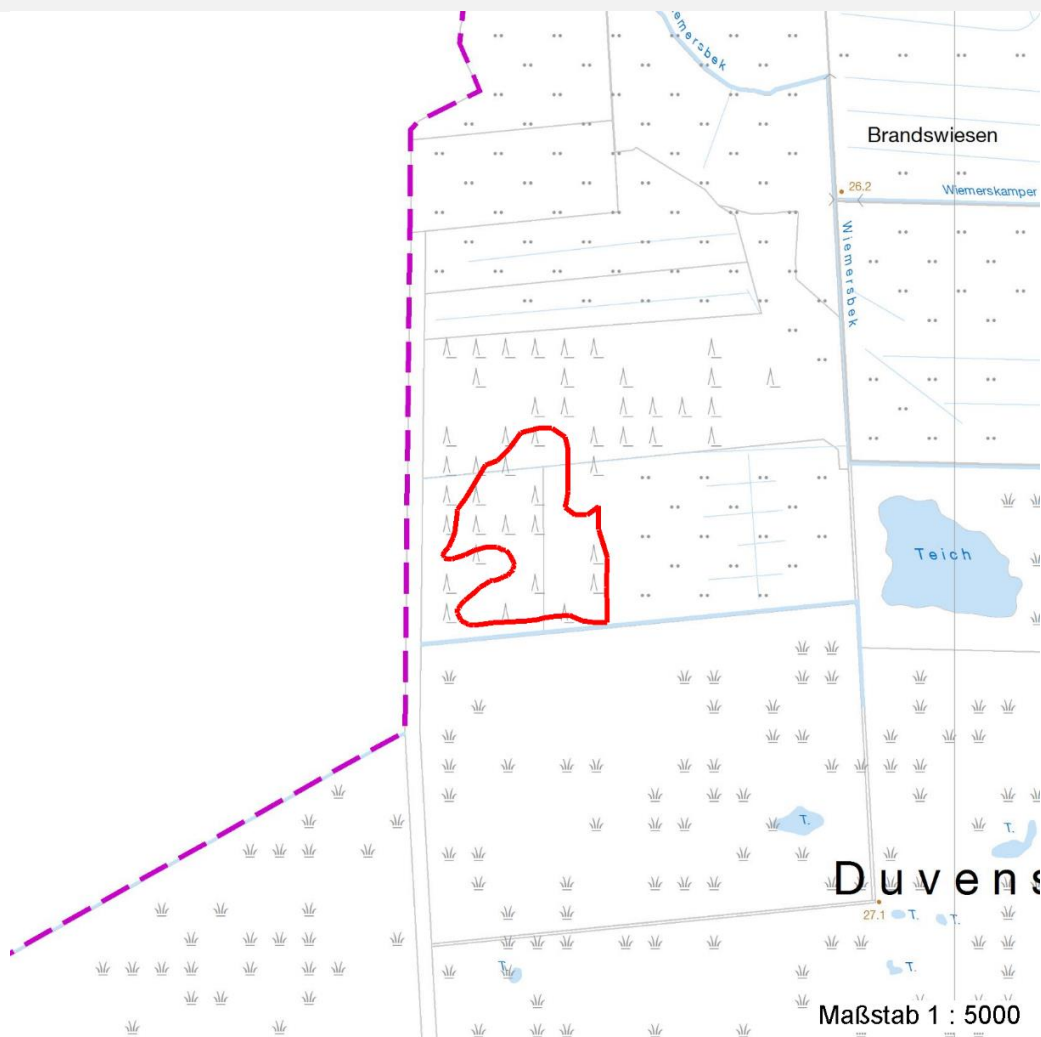 Wiemersbek
Brandswiesen
26.2
Wiemerskamper
Wiemersbek
Teich
T.
T.
Duvens
27.1
T.
T.
T.
T.
Maßstab 1 : 5000